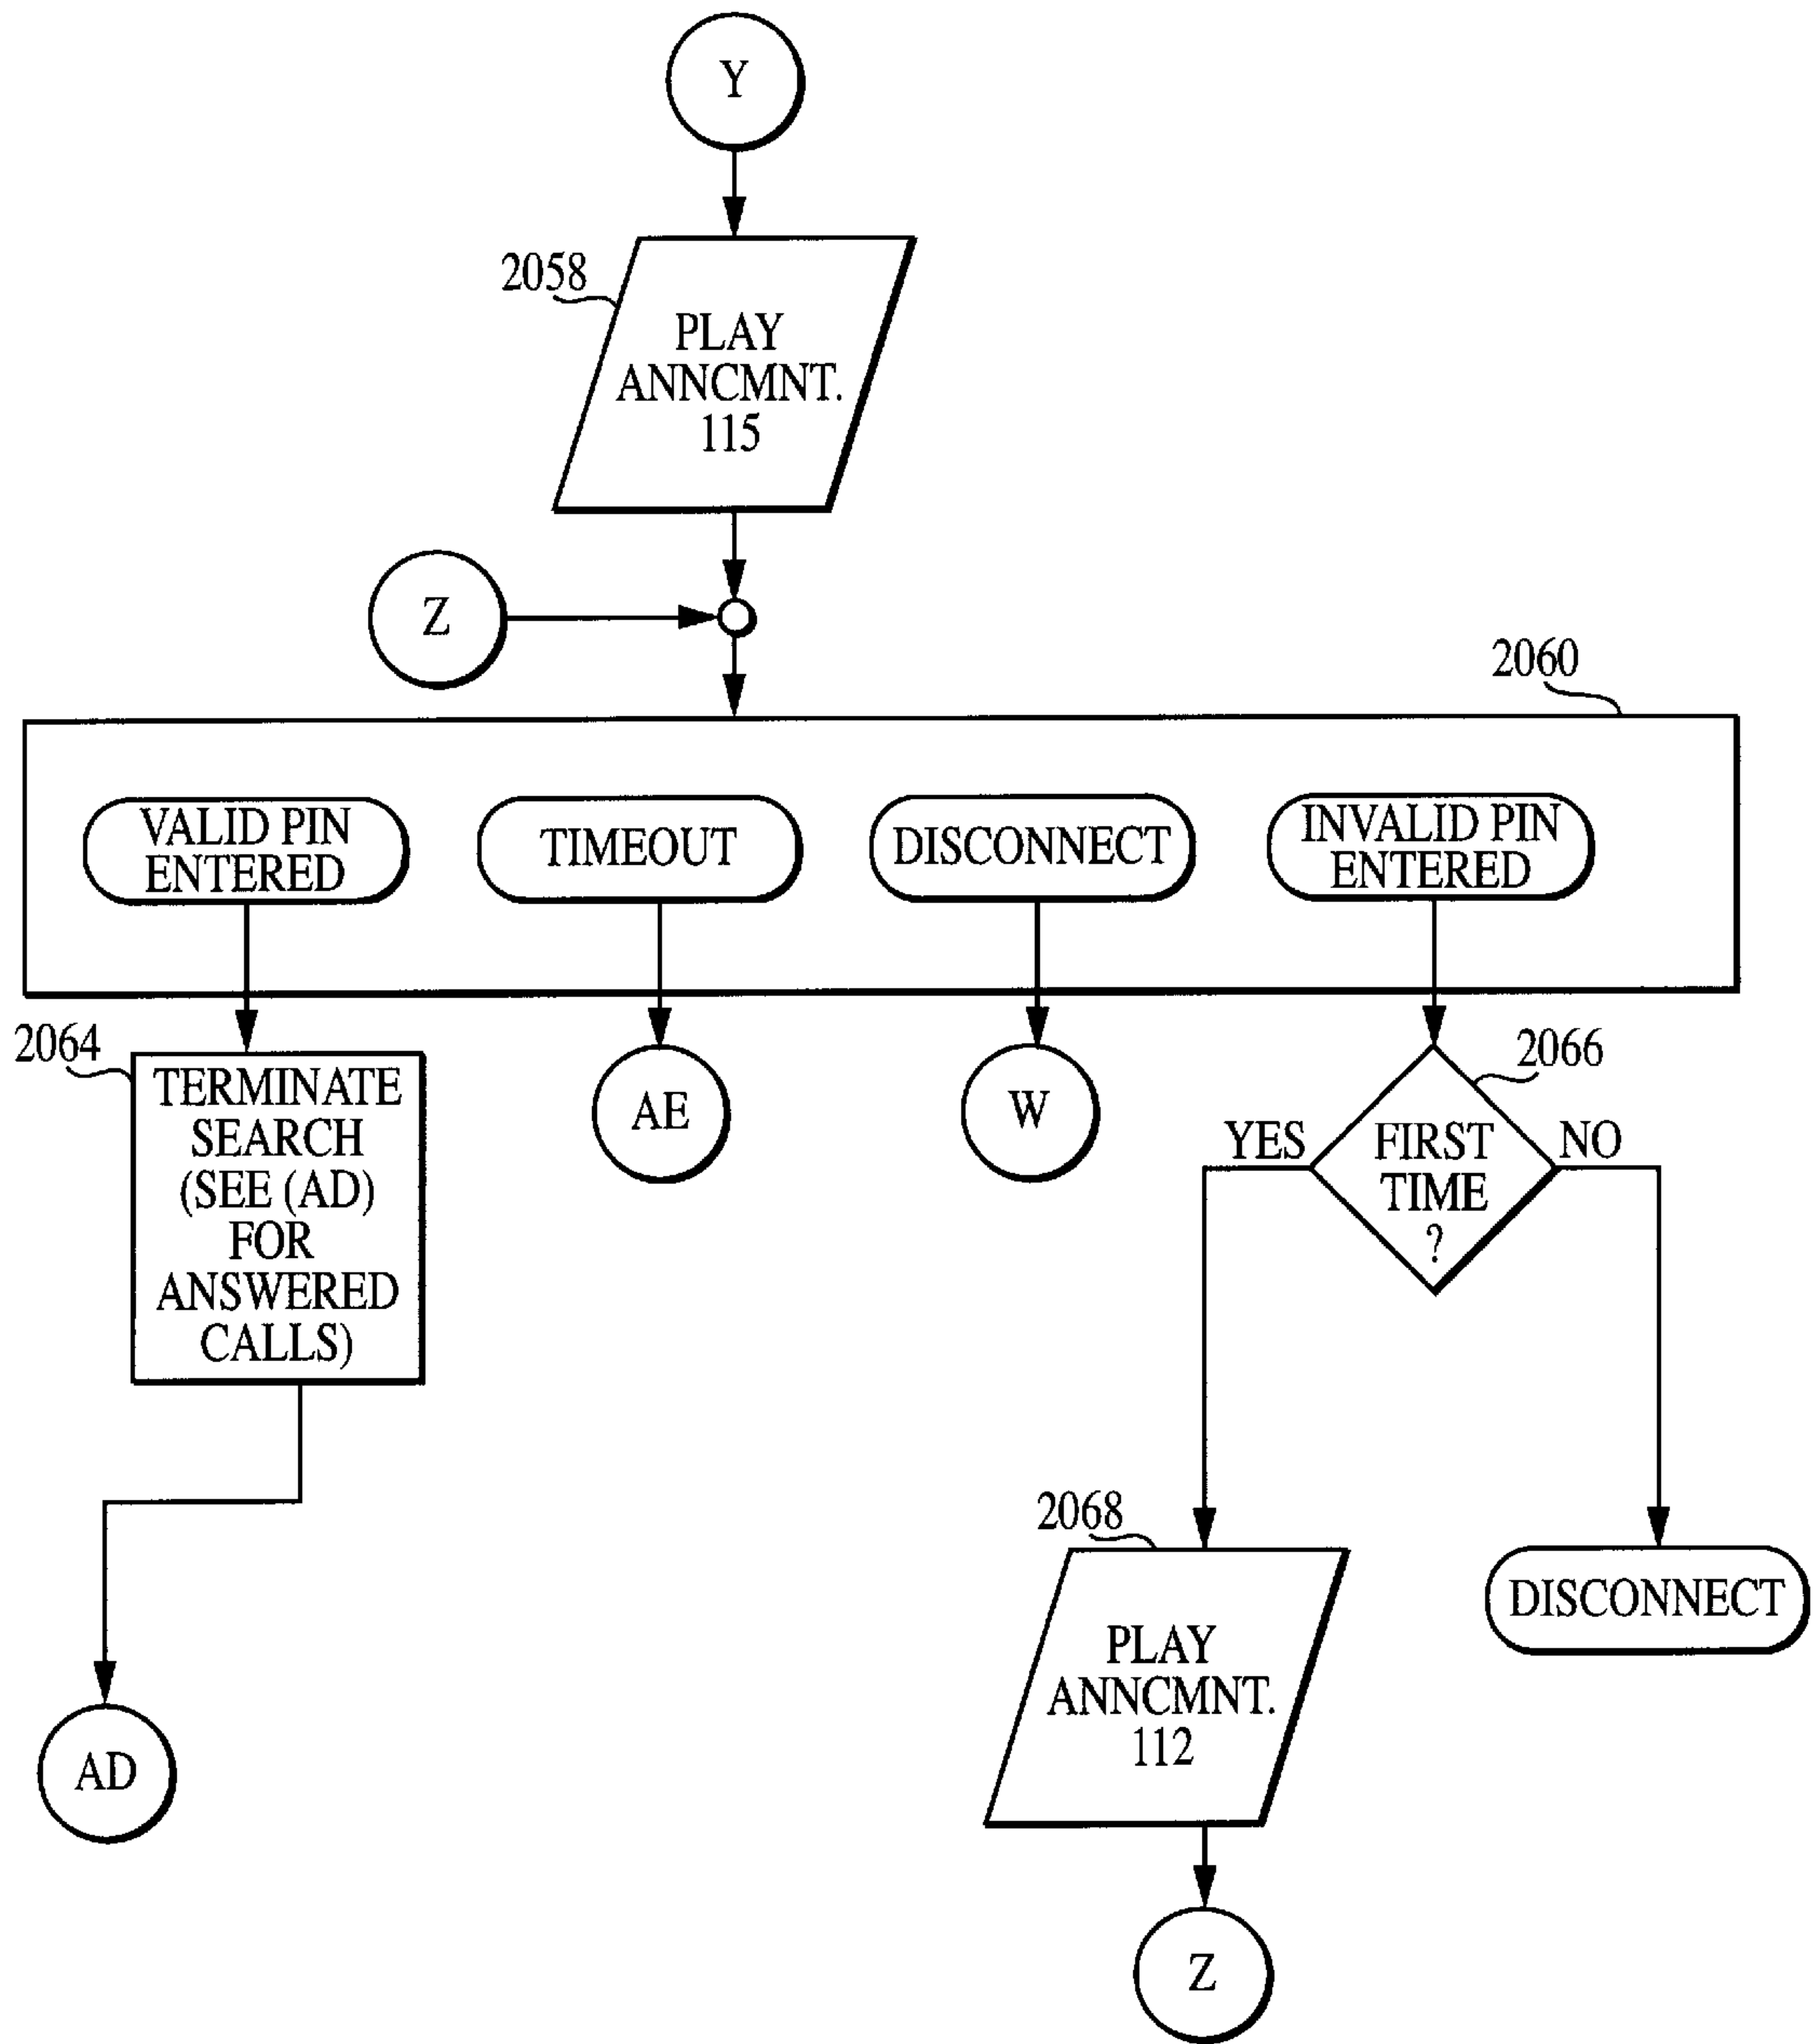 Y
2058
PLAY
ANNCMNT.
115
Z
2060
VALID PIN
ENTERED
TIMEOUT
DISCONNECT
INVALID PIN
ENTERED
2064
TERMINATE
SEARCH
(SEE (AD)
FOR
ANSWERED
CALLS)
AE
W
2066
YES
FIRST
TIME
?
NO
2068
PLAY
ANNCMNT.
112
DISCONNECT
AD
Z